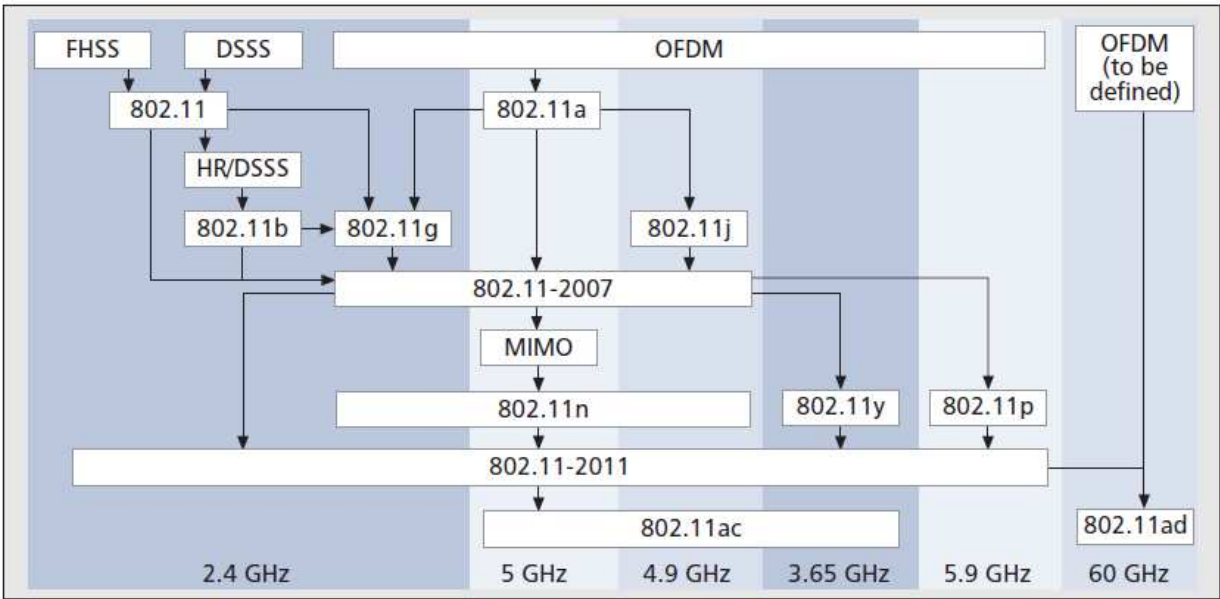 FHSS
DSSS
OFDM
OFDM
(to be
defined)
802.11
802.11a
HR/DSSS
802.11b
802.11g
802.11j
802.11-2007
MIMO
802.11n
802.11y
802.11p
802.11-2011
802.11ac
802.11ad
2.4 GHz
5 GHz
4.9 GHz
3.65 GHz
5.9 GHz
60 GHz